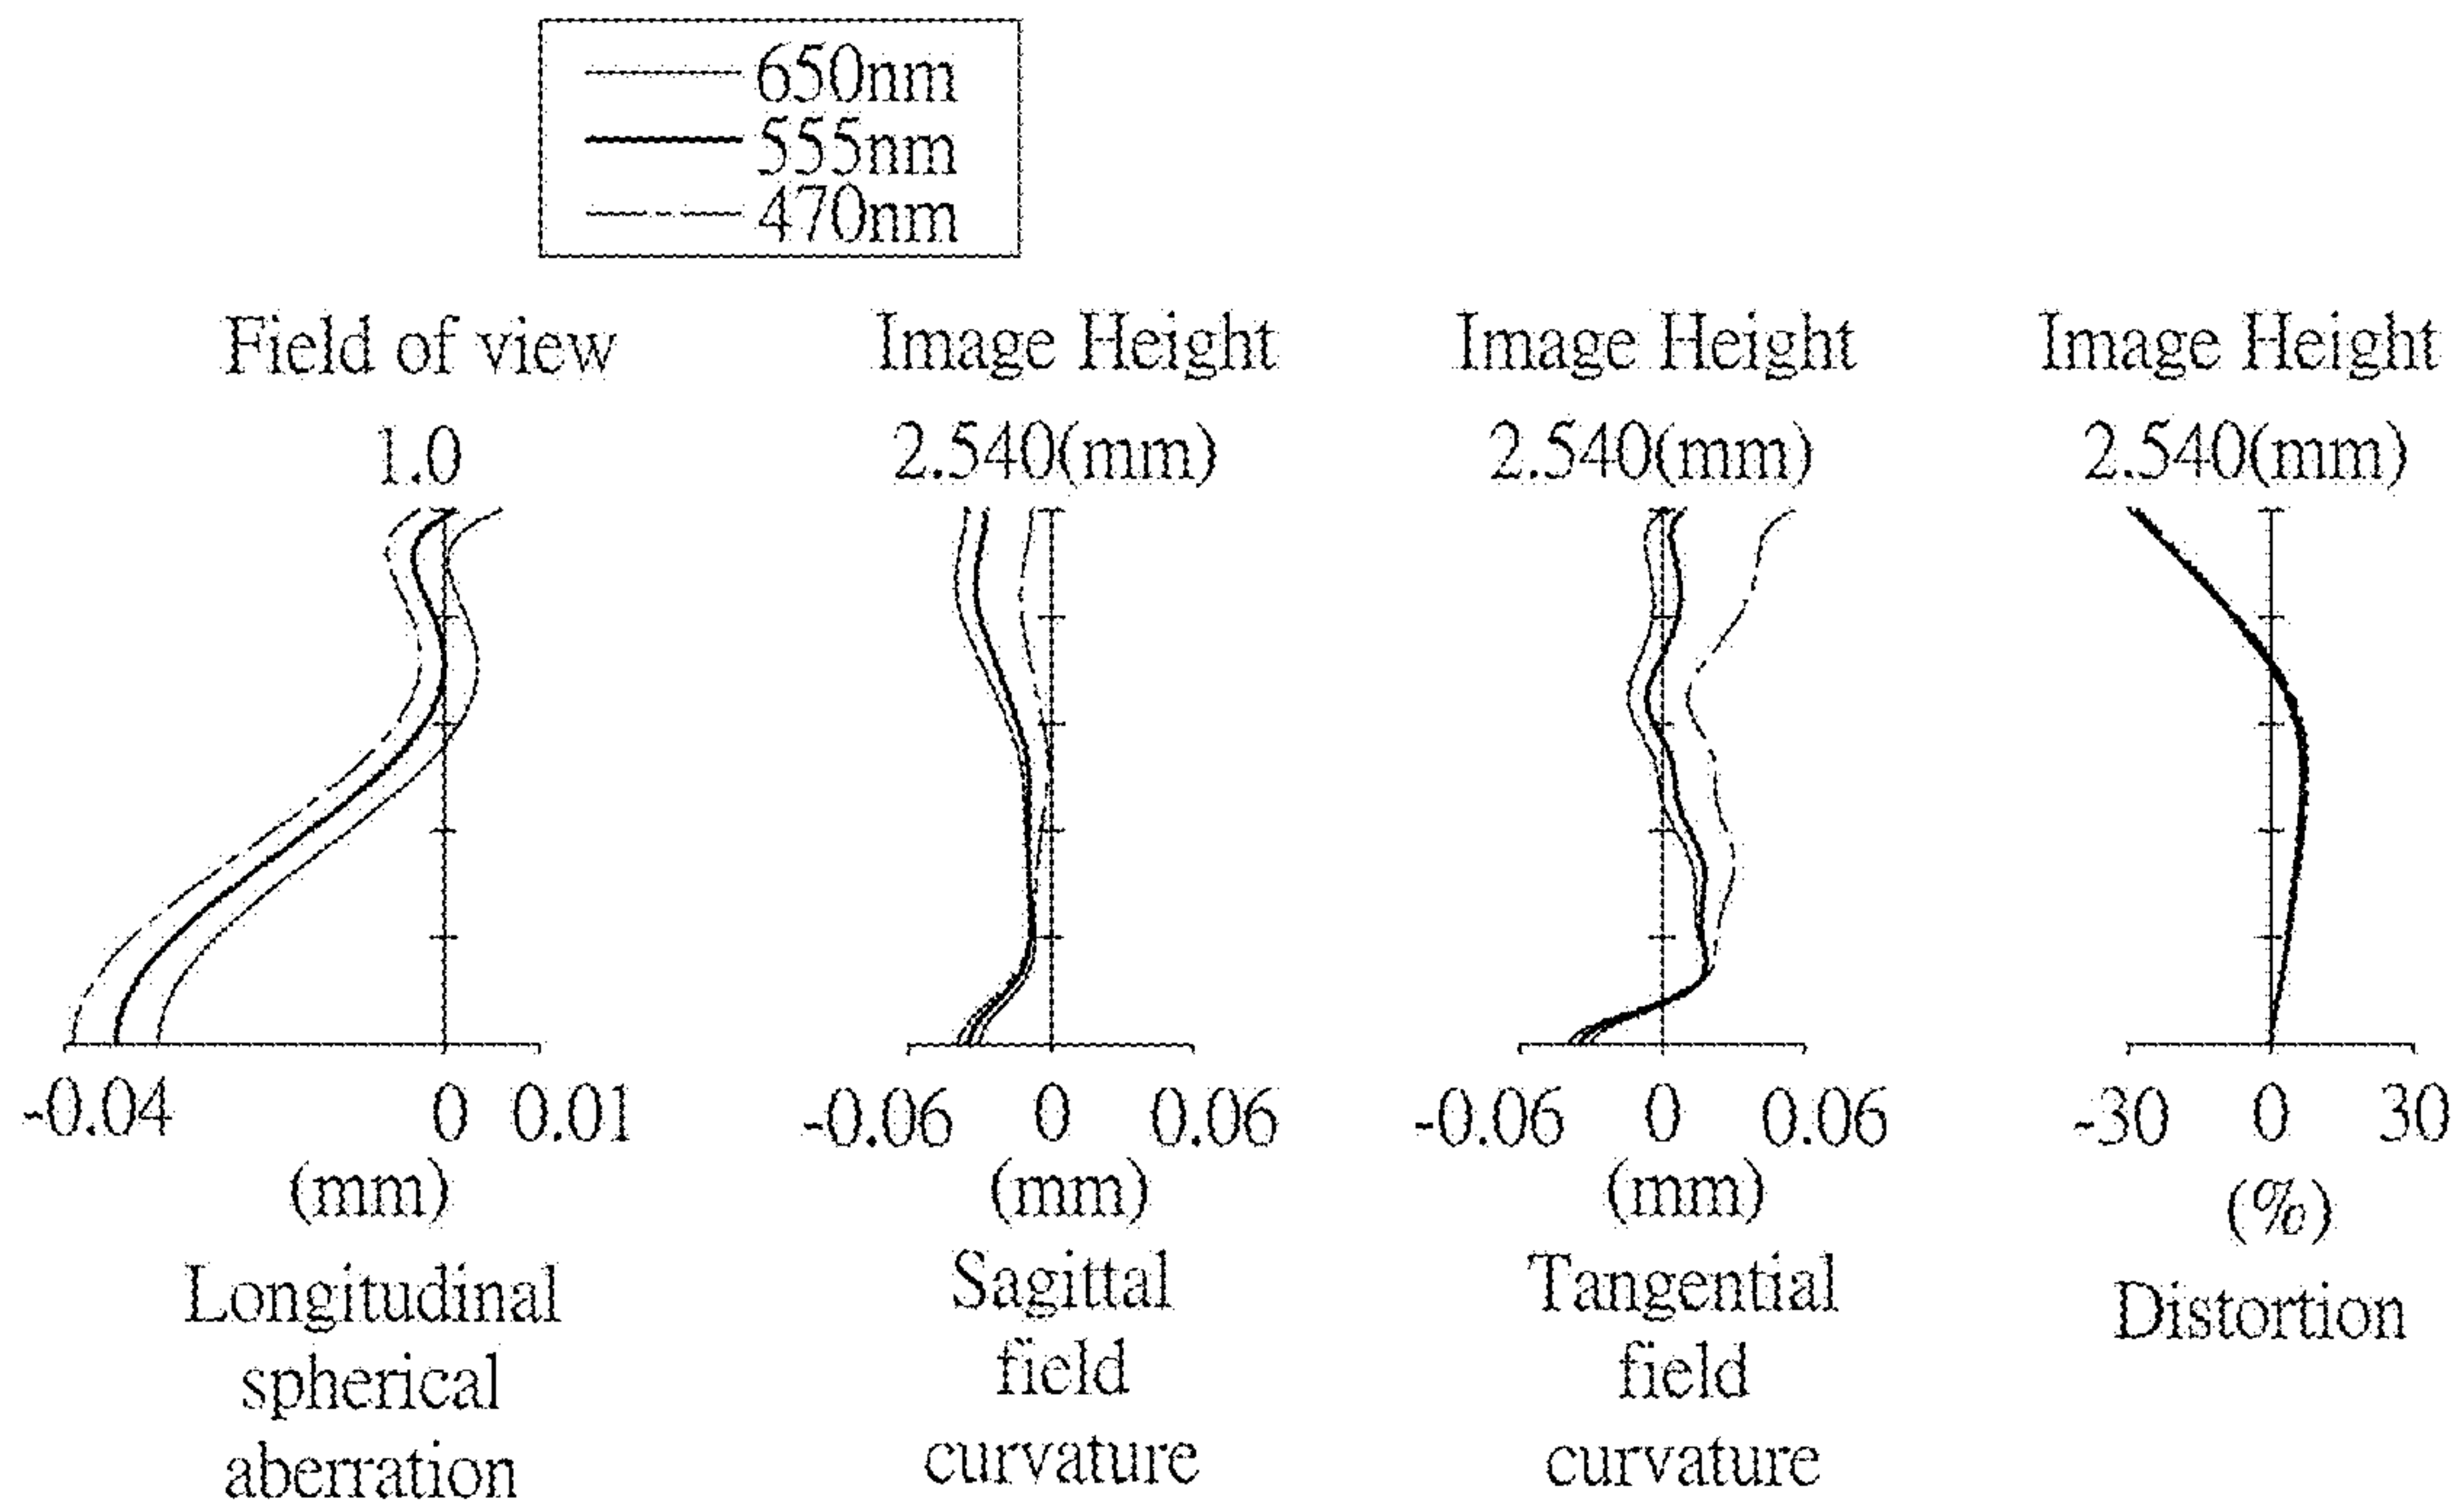 650nm
555nm
470nm
Field of view
1.0
-0.04 0 0.01
(mm)
Longitudinal
spherical
aberration
Image Height
2.540(mm)
-0.06 0 0.06
(mm)
Sagittal
field
curvature
Image Height
2.540(mm)
-0.06 0 0.06
(mm)
Tangential
field
curvature
Image Height
2.540(mm)
-30 0 30
(%)
Distortion